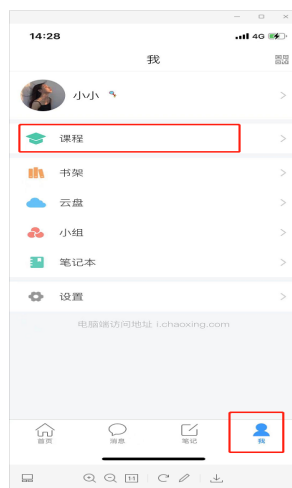 14:28
4G
我
小小
课程
书架
云盘
小组
笔记本
设置
电脑端访问地址 i.chaoxing.com
首页
消息
笔记
我
1:1